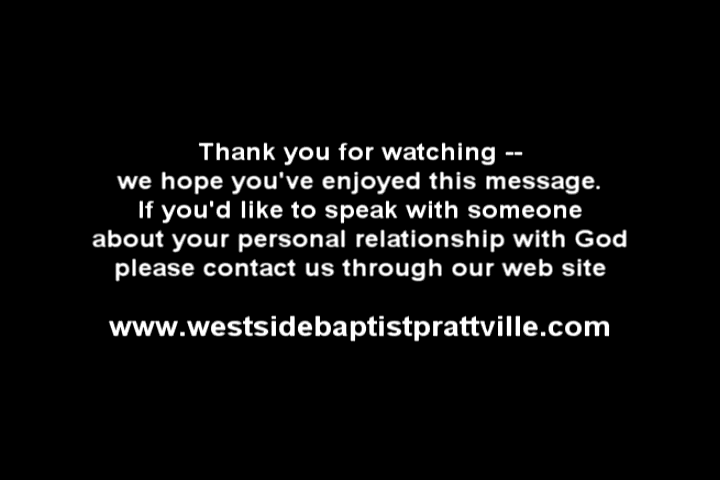 Thank you for watching --
we hope you've enjoyed this message.
If you'd like to speak with someone
about your personal relationship with God
please contact us through our web site
www.westsidebaptistprattville.com